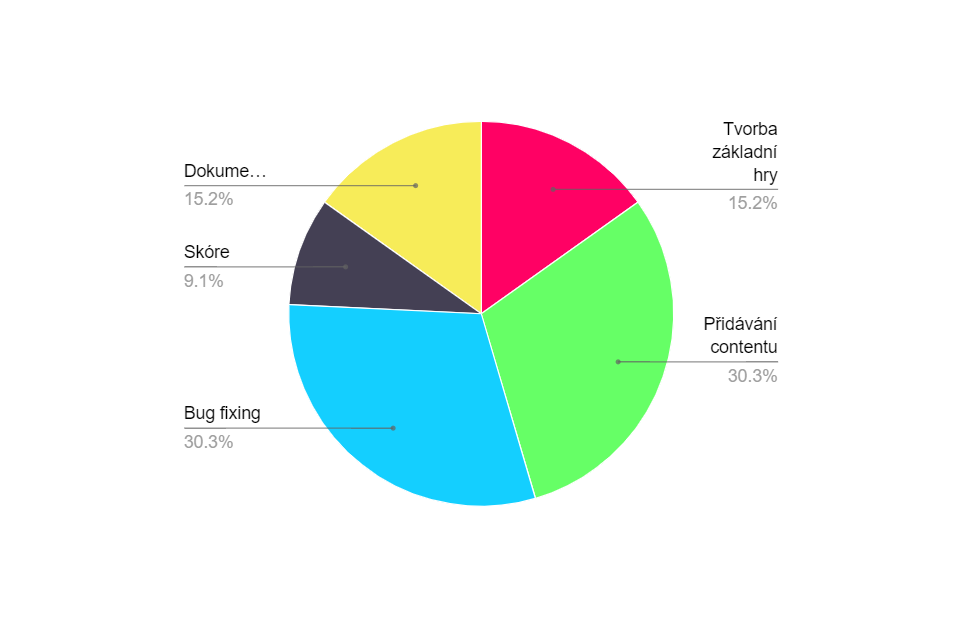 Tvorba
základní
hry
15.2%
Přidávání
contentu
30.3%
Bug fixing
30.3%
Skóre
9.1%
Dokume…
15.2%